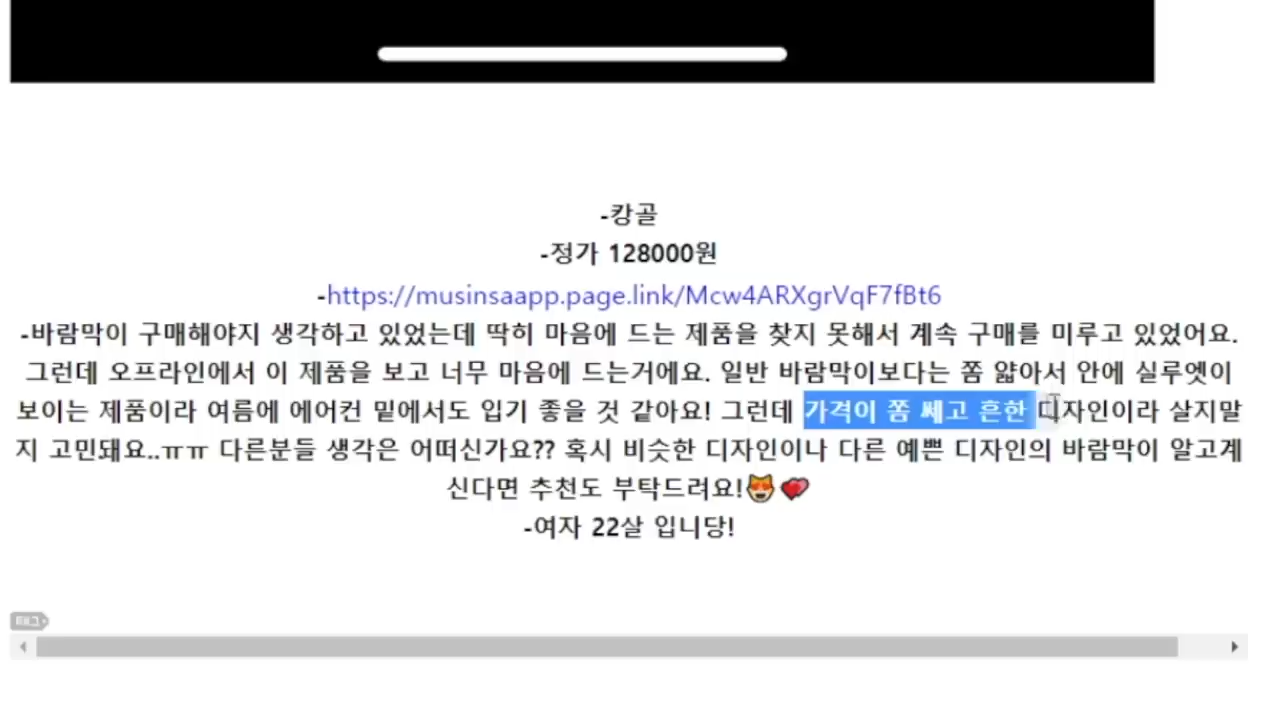 -캉골
-정가 128000원
-https://musinsaapp.page.link/Mcw4ARXgrVqF7fBt6
-바람막이 구매해야지 생각하고 있었는데 딱히 마음에 드는 제품을 찾지 못해서 계속 구매를 미루고 있었어요.
그런데 오프라인에서 이 제품을 보고 너무 마음에 드는거에요. 일반 바람막이보다는 쫌 얇아서 안에 실루엣이
보이는 제품이라 여름에 에어컨 밑에서도 입기 좋을 것 같아요! 그런데 가격이 쫌 쎄고 흔한 디자인이라 살지말
지 고민돼요..ㅠㅠ 다른분들 생각은 어떠신가요?? 혹시 비슷한 디자인이나 다른 예쁜 디자인의 바람막이 알고계
신다면 추천도 부탁드려요!😻💕
-여자 22살 입니당!
태그